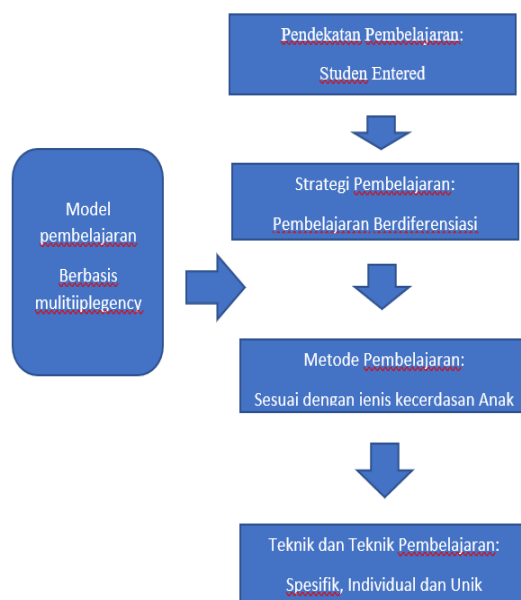 Pendekatan Pembelajaran:
Studen Entered
Strategi Pembelajaran:
Pembelajaran Berdiferensiasi
Model
pembelajaran
Berbasis
mulitiiplegency
Metode Pembelajaran:
Sesuai dengan jenis kecerdasan Anak
Teknik dan Teknik Pembelajaran:
Spesifik, Individual dan Unik